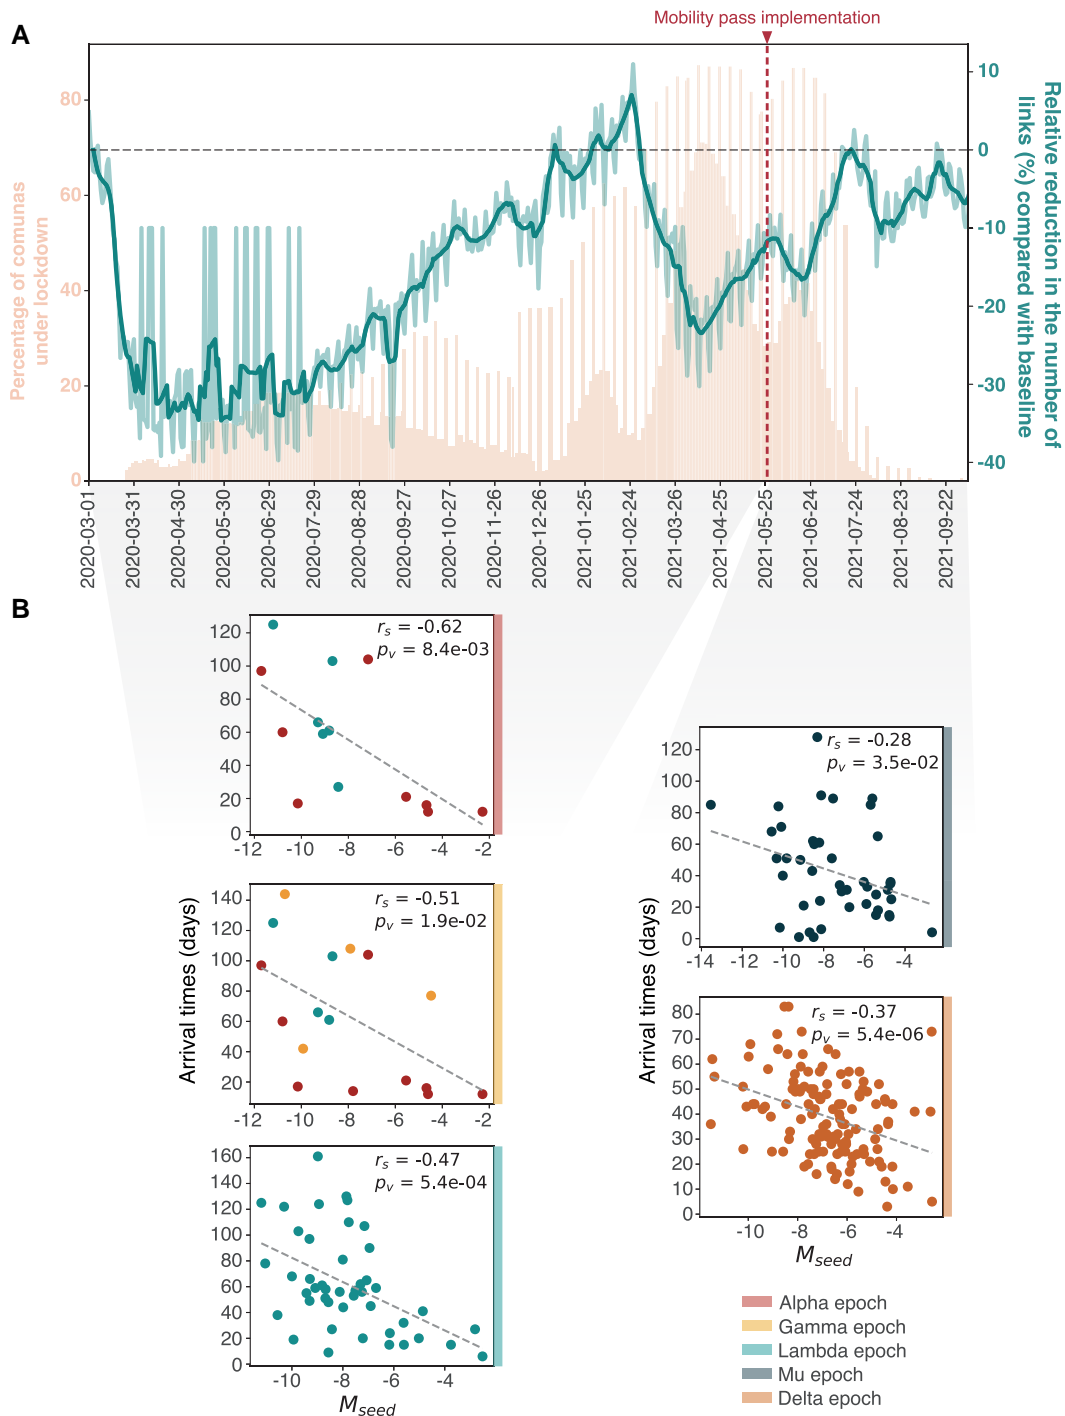 A
Mobility pass implementation
Percentage of comunas
under lockdown
80
60
40
20
0
10
0
-10
-20
-30
-40
Relative reduction in the number of
links (%) compared with baseline
2020-03-01
2020-03-31
2020-04-30
2020-05-30
2020-06-29
2020-07-29
2020-08-28
2020-09-27
2020-10-27
2020-11-26
2020-12-26
2021-01-25
2021-02-24
2021-03-26
2021-04-25
2021-05-25
2021-06-24
2021-07-24
2021-08-23
2021-09-22
B
Arrival times (days)
120
100
80
60
40
20
0
r_s = -0.62
p_v = 8.4e-03
-12 -10 -8 -6 -4 -2
140
120
100
80
60
40
20
r_s = -0.51
p_v = 1.9e-02
-12 -10 -8 -6 -4 -2
160
140
120
100
80
60
40
20
0
r_s = -0.47
p_v = 5.4e-04
-10 -8 -6 -4
M_seed
Arrival times (days)
120
100
80
60
40
20
0
r_s = -0.28
p_v = 3.5e-02
-14 -12 -10 -8 -6 -4
80
70
60
50
40
30
20
10
0
r_s = -0.37
p_v = 5.4e-06
-10 -8 -6 -4
M_seed
Alpha epoch
Gamma epoch
Lambda epoch
Mu epoch
Delta epoch